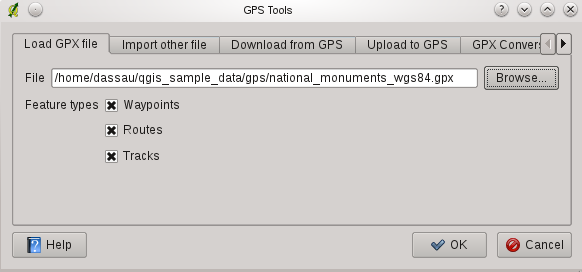 GPS Tools
Load GPX file Import other file Download from GPS Upload to GPS GPX Convers
File /home/dassau/qgis_sample_data/gps/national_monuments_wgs84.gpx Browse...
Feature types Waypoints
Routes
Tracks
Help OK Cancel